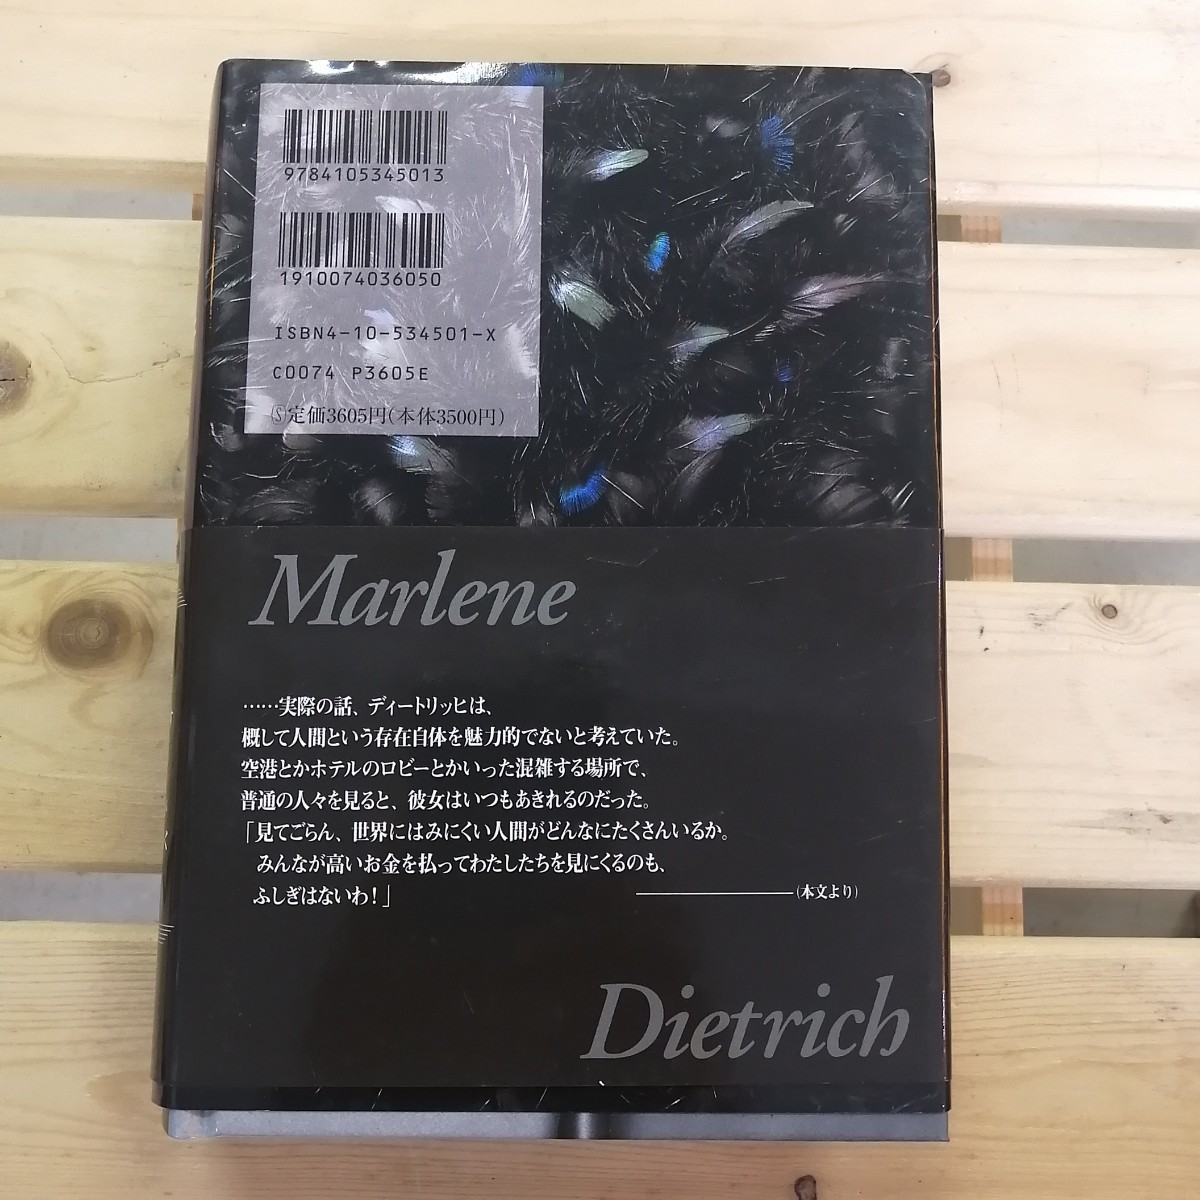 9784105345013
1910074036050
ISBN4-10-534501-X
C0074 P3605E
Ⓢ定価3605円(本体3500円)
Marlene
……実際の話、ディートリッヒは、
概して人間という存在自体を魅力的でないと考えていた。
空港とかホテルのロビーとかいった混雑する場所で、
普通の人々を見ると、彼女はいつもあきれるのだった。
「見てごらん、世界にはみにくい人間がどんなにたくさんいるか。
みんなが高いお金を払ってわたしたちを見にくるのも、
ふしぎはないわ!」
(本文より)
Dietrich